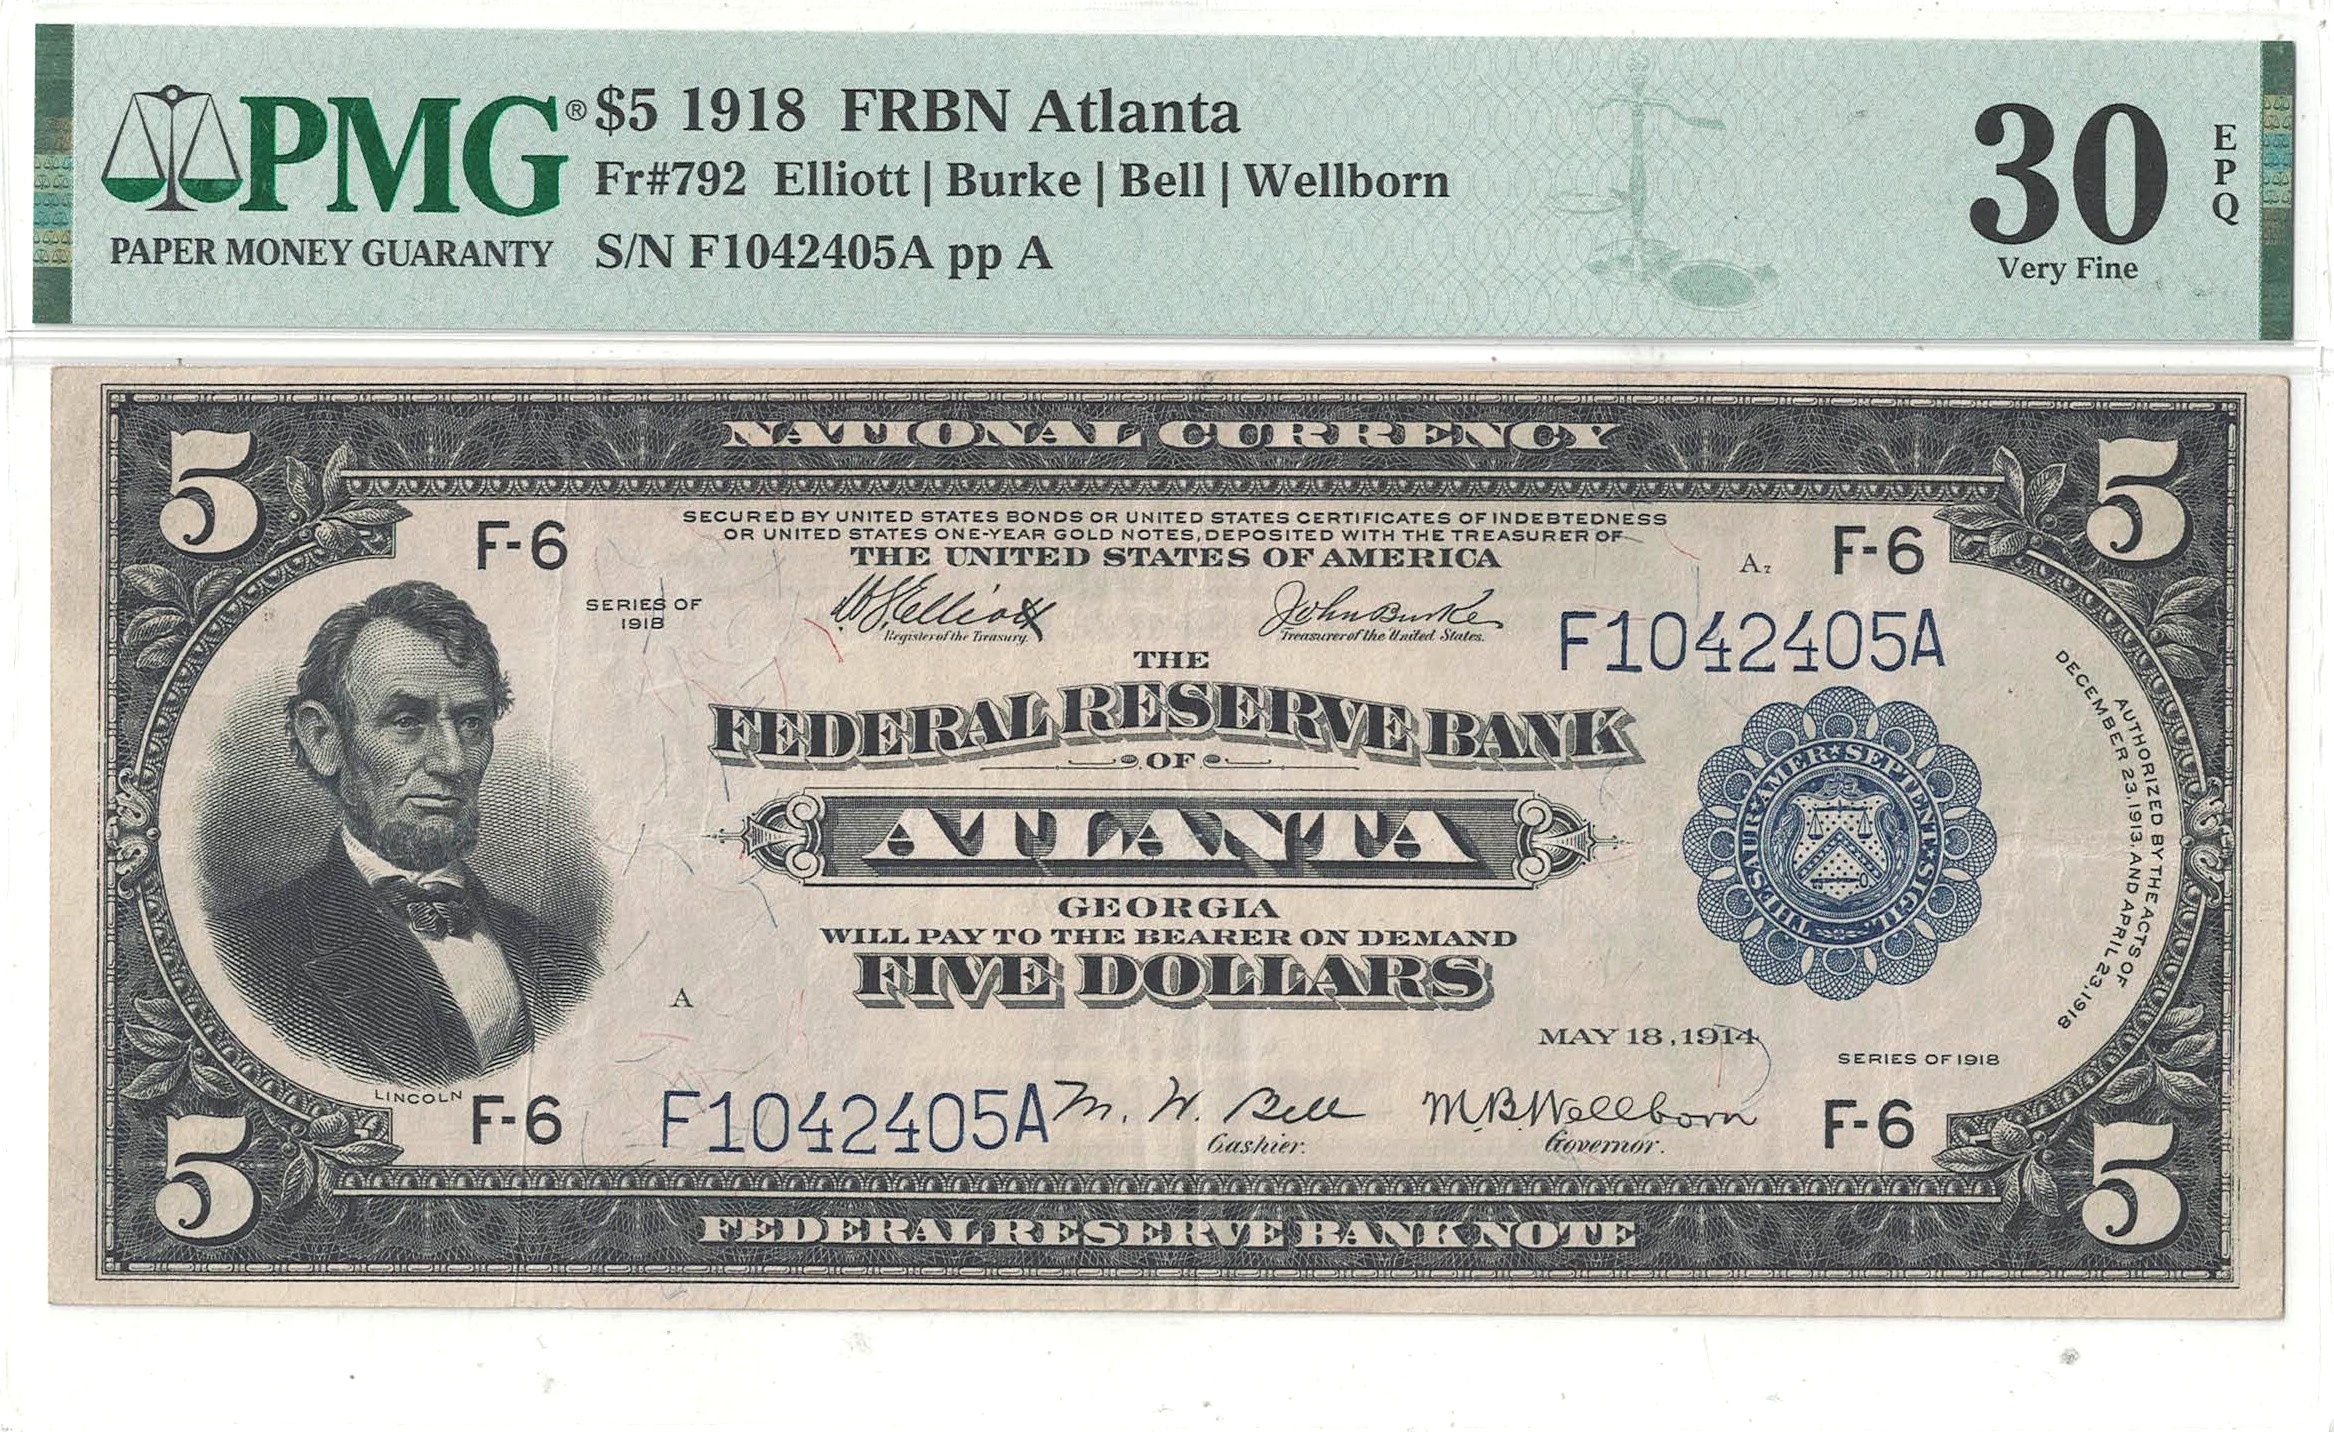 PMG®
PAPER MONEY GUARANTY
$5 1918 FRBN Atlanta
Fr#792 Elliott | Burke | Bell | Wellborn
S/N F1042405A pp A
30
Very Fine
EPQ
5
NATIONAL CURRENCY
5
SECURED BY UNITED STATES BONDS OR UNITED STATES CERTIFICATES OF INDEBTEDNESS
OR UNITED STATES ONE-YEAR GOLD NOTES, DEPOSITED WITH THE TREASURER OF
THE UNITED STATES OF AMERICA
F-6
A7 F-6
SERIES OF
1918
W S Elliott
Register of the Treasury.
John Burke
Treasurer of the United States.
F1042405A
THE
FEDERAL RESERVE BANK
OF
ATLANTA
GEORGIA
WILL PAY TO THE BEARER ON DEMAND
FIVE DOLLARS
THESAUR*AMER*SEPTENT*SIGIL*
AUTHORIZED BY THE ACTS OF
DECEMBER 23, 1913, AND APRIL 23, 1918
A
MAY 18, 1914
SERIES OF 1918
LINCOLN
F-6
F1042405A
M. W. Bell
Cashier.
M.B. Wellborn
Governor.
F-6
5
FEDERAL RESERVE BANK NOTE
5